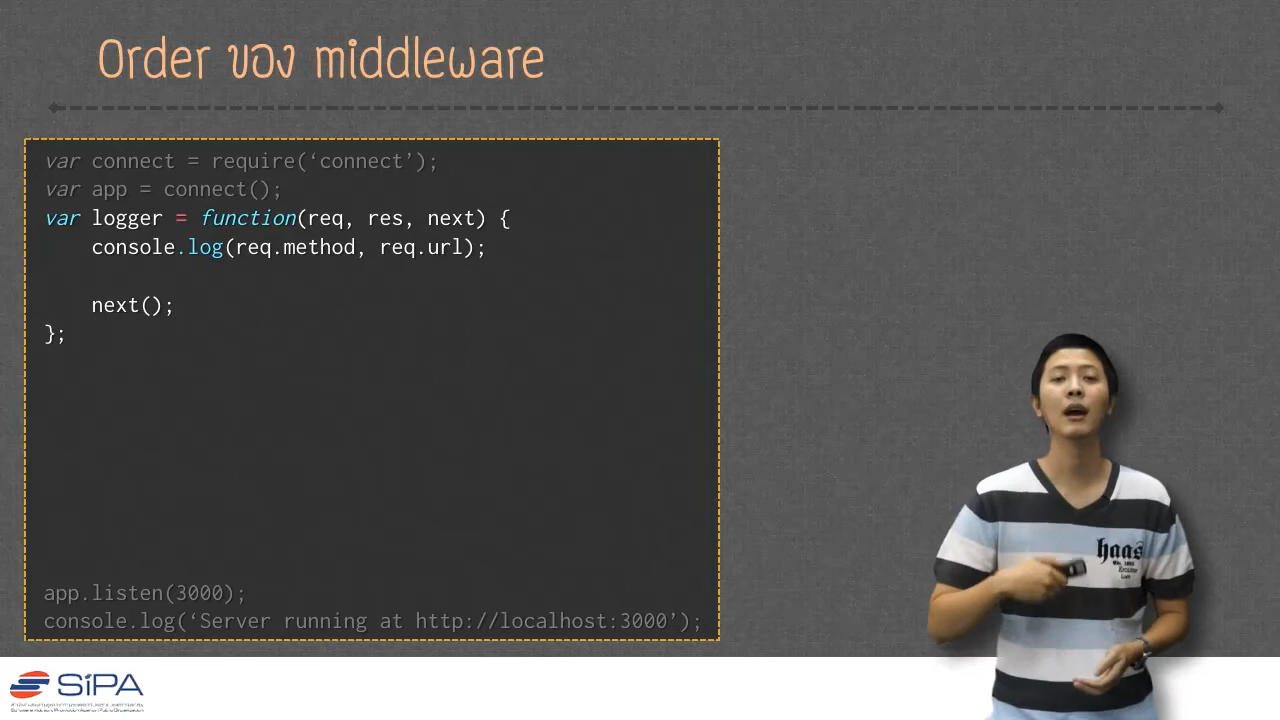 Order ของ middleware
var connect = require(‘connect’);
var app = connect();
var logger = function(req, res, next) {
console.log(req.method, req.url);
next();
};
app.listen(3000);
console.log(‘Server running at http://localhost:3000’);
haas
SiPA